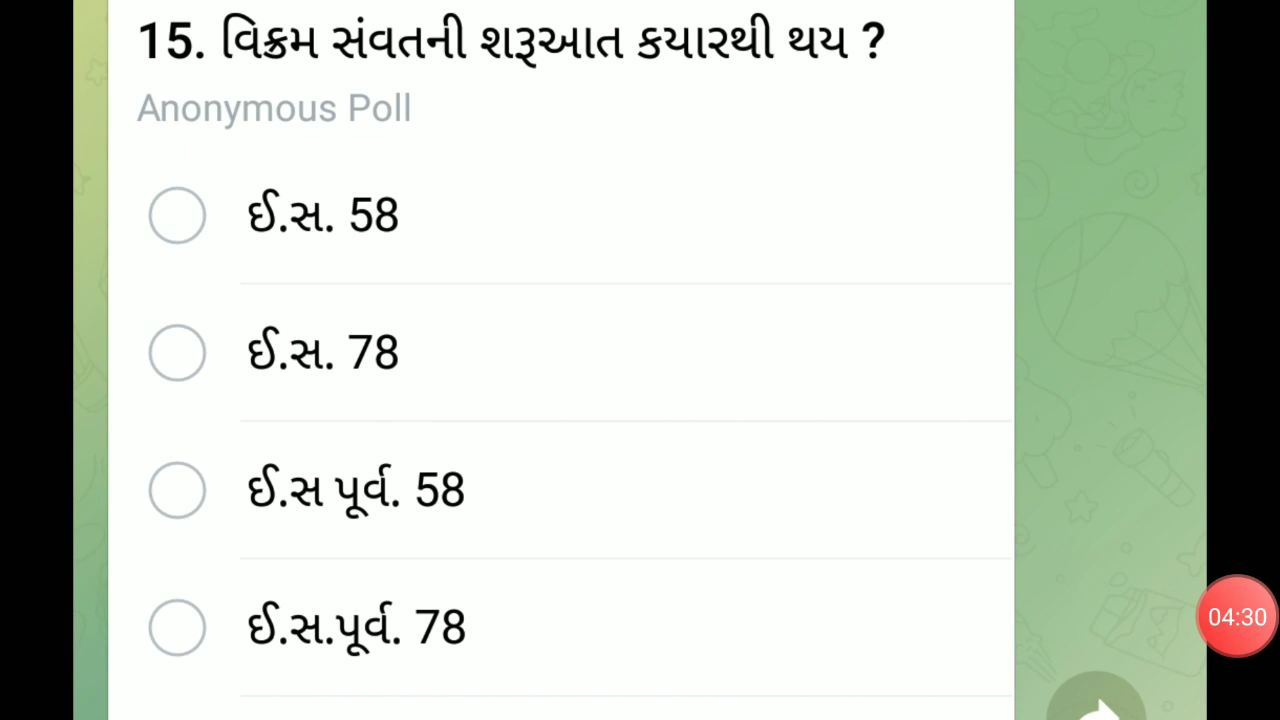 15. વિક્રમ સંવતની શરૂઆત કયારથી થય ?
Anonymous Poll
ઈ.સ. 58
ઈ.સ. 78
ઈ.સ પૂર્વ. 58
ઈ.સ.પૂર્વ. 78
04:30